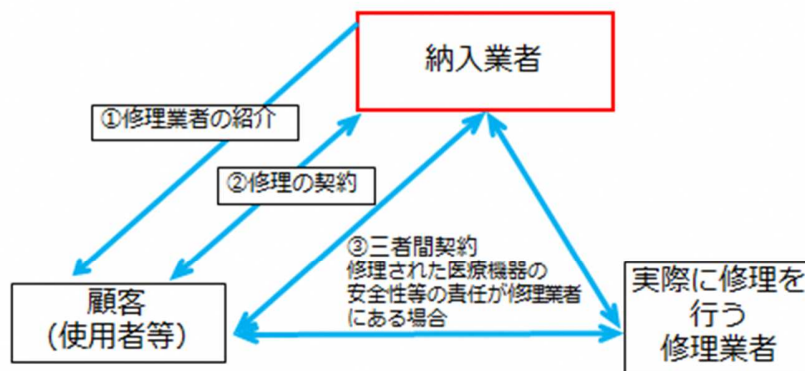 納入業者
①修理業者の紹介
②修理の契約
③三者間契約
修理された医療機器の
安全性等の責任が修理業者
にある場合
顧客
(使用者等)
実際に修理を
行う
修理業者